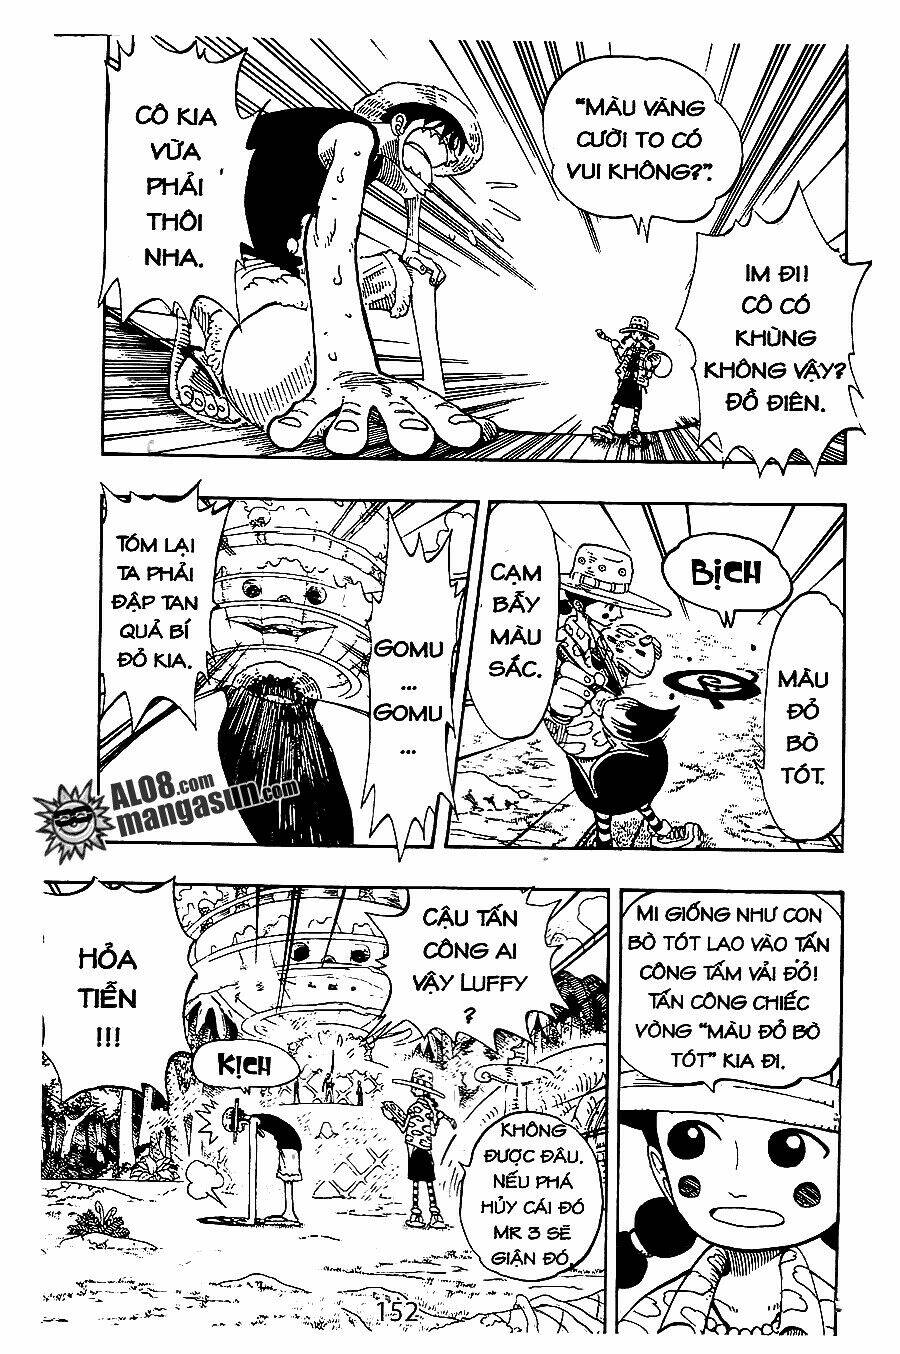 "MÀU VÀNG
CƯỜI TO CÓ
VUI KHÔNG?".
CÔ KIA
VỪA
PHẢI
THÔI
NHA.
IM ĐI!
CÔ CÓ
KHÙNG
KHÔNG VẬY?
ĐỒ ĐIÊN.
TÓM LẠI
TA PHẢI
ĐẬP TAN
QUẢ BÍ
ĐỎ KIA.
GOMU
...
GOMU
...
CẠM
BẪY
MÀU
SẮC.
BỊCH
MÀU
ĐỎ
BÒ
TÓT.
AL08.com
mangasun.com
HỎA
TIỄN
!!!
KỊCH
CẬU TẤN
CÔNG AI
VẬY LUFFY
?
KHÔNG
ĐƯỢC ĐÂU.
NẾU PHÁ
HỦY CÁI ĐÓ
MR 3 SẼ
GIẬN ĐÓ.
MI GIỐNG NHƯ CON
BÒ TÓT LAO VÀO TẤN
CÔNG TẤM VẢI ĐỎ!
TẤN CÔNG CHIẾC
VÒNG "MÀU ĐỎ BÒ
TÓT" KIA ĐI.
152